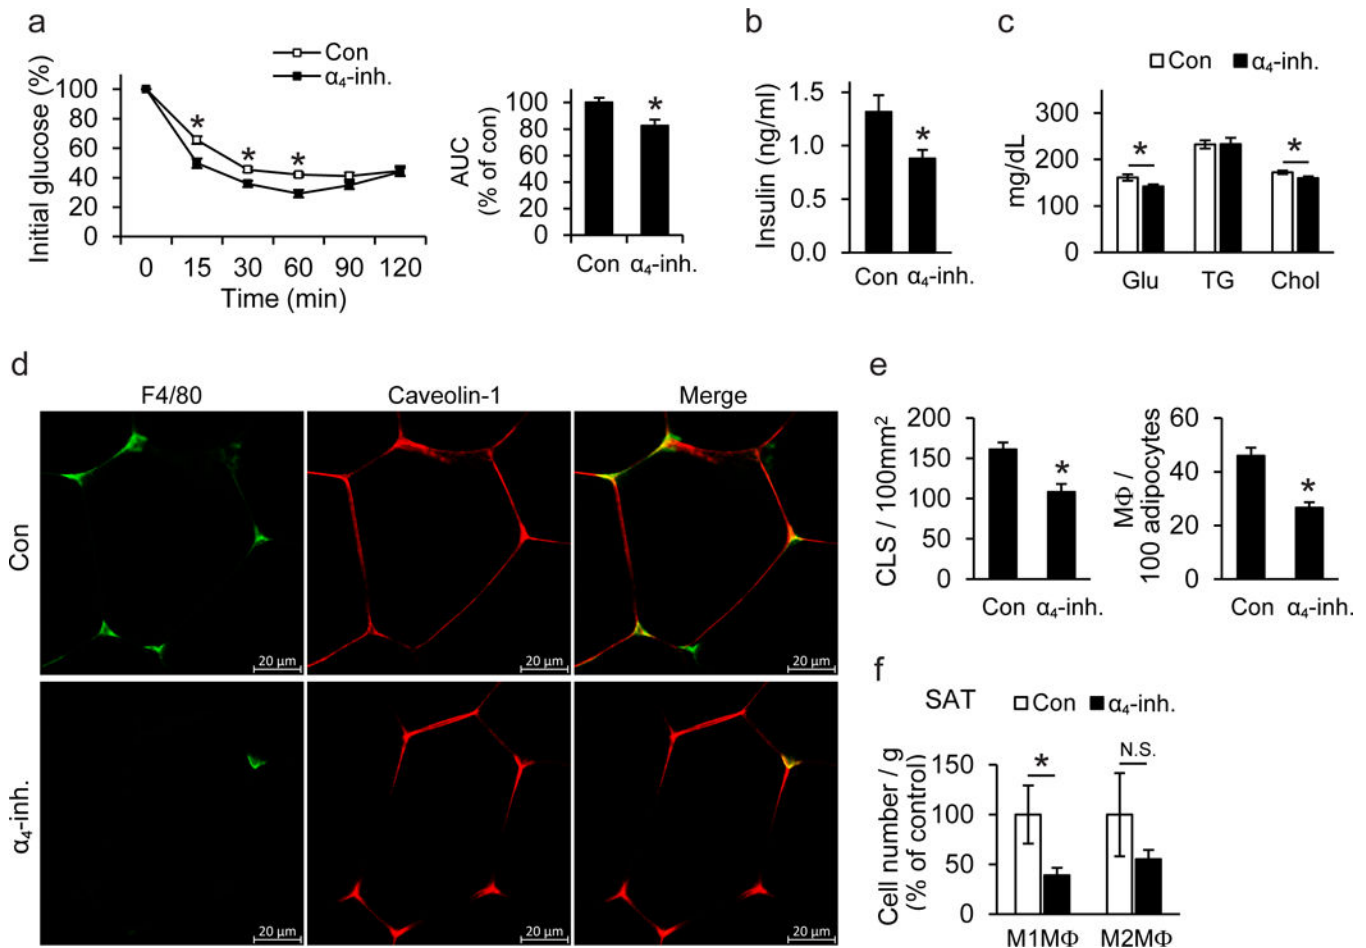 a
Con
α4-inh.
Initial glucose (%)
100
80
60
40
20
0
*
*
*
0 15 30 60 90 120
Time (min)
AUC
(% of con)
100
80
60
40
20
0
*
Con α4-inh.
b
Insulin (ng/ml)
1.5
1.0
0.5
0.0
*
Con α4-inh.
c
Con α4-inh.
mg/dL
300
200
100
0
*
*
Glu TG Chol
d
F4/80 Caveolin-1 Merge
Con
20 µm 20 µm 20 µm
α4-inh.
20 µm 20 µm 20 µm
e
CLS / 100mm2
200
150
100
50
0
*
Con α4-inh.
MΦ /
100 adipocytes
60
40
20
0
*
Con α4-inh.
f
SAT Con α4-inh.
Cell number / g
(% of control)
150
100
50
0
*
N.S.
M1MΦ M2MΦ